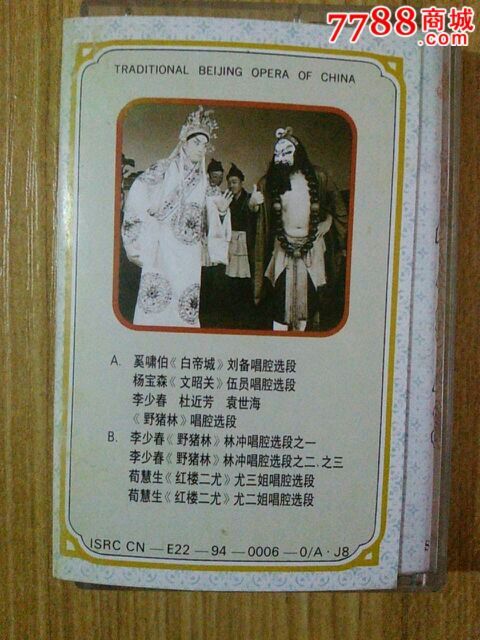 7788商城
.com
TRADITIONAL BEIJING OPERA OF CHINA
A. 奚啸伯《白帝城》刘备唱腔选段
杨宝森《文昭关》伍员唱腔选段
李少春 杜近芳 袁世海
《野猪林》唱腔选段
B. 李少春《野猪林》林冲唱腔选段之一
李少春《野猪林》林冲唱腔选段之二、之三
荀慧生《红楼二尤》尤三姐唱腔选段
荀慧生《红楼二尤》尤二姐唱腔选段
ISRC CN — E22 — 94 — 0006 — 0/A · J8